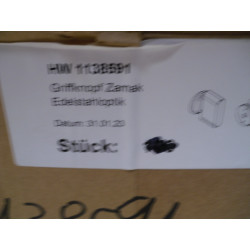 HW 1138591
Griffknopf Zamak
Edelstahloptik
Datum: 31.01.20
Stück: